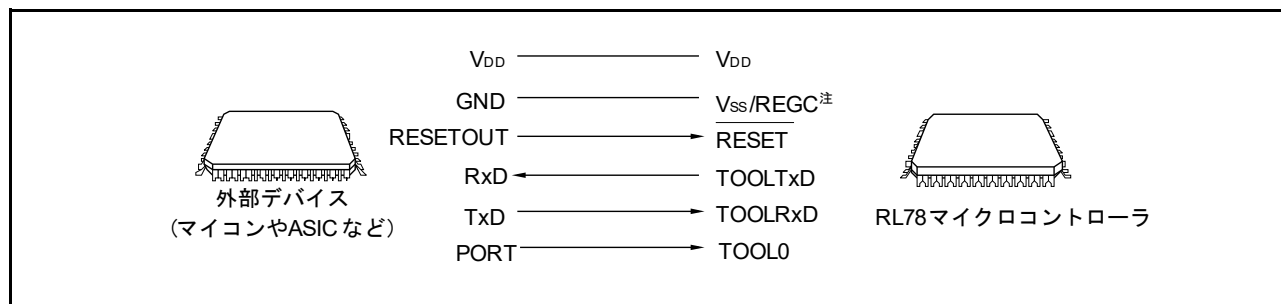 VDD VDD
GND VSS/REGC注
RESETOUT RESET
RxD TOOLTxD
TxD TOOLRxD
PORT TOOL0
外部デバイス
(マイコンやASICなど)
RL78マイクロコントローラ